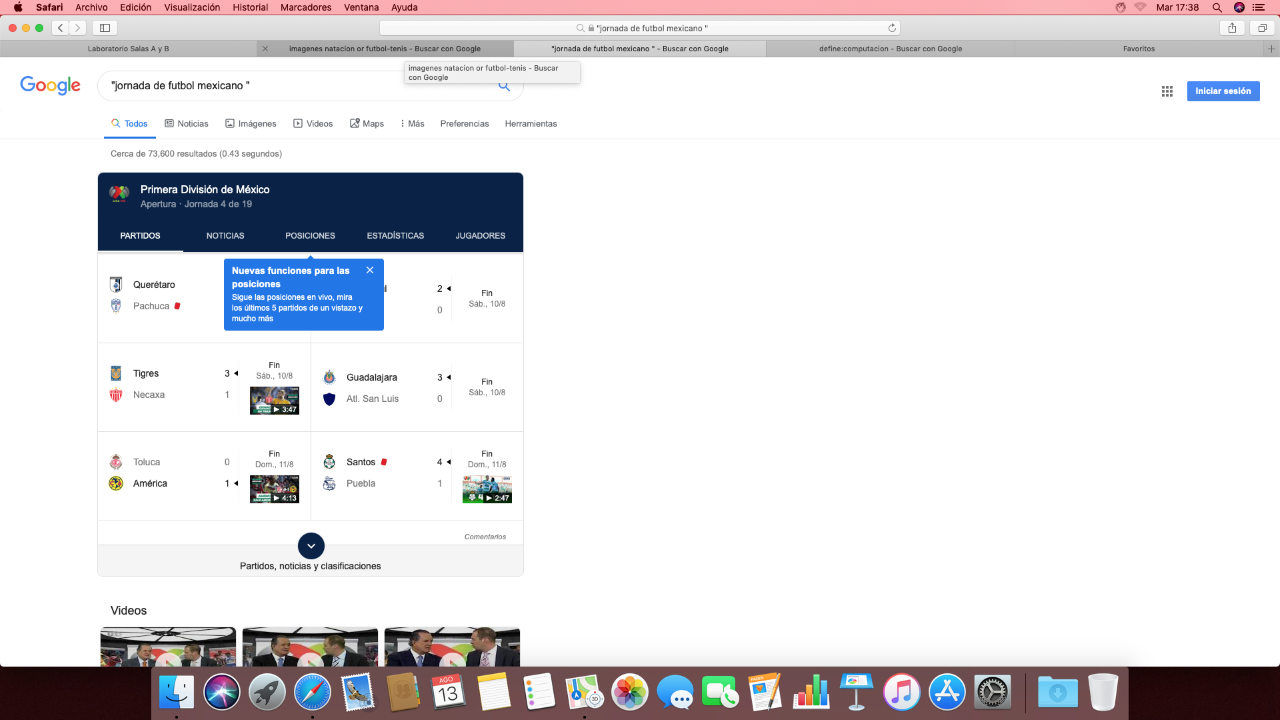 Safari Archivo Edición Visualización Historial Marcadores Ventana Ayuda Mar 17:38
"jornada de futbol mexicano "
Laboratorio Salas A y B
imagenes natacion or futbol-tenis - Buscar con Google
"jornada de futbol mexicano " - Buscar con Google
define:computacion - Buscar con Google
Favoritos
imagenes natacion or futbol-tenis - Buscar
con Google
Google
"jornada de futbol mexicano "
Iniciar sesión
Todos Noticias Imágenes Videos Maps Más Preferencias Herramientas
Cerca de 73,600 resultados (0.43 segundos)
Primera División de México
Apertura · Jornada 4 de 19
PARTIDOS NOTICIAS POSICIONES ESTADÍSTICAS JUGADORES
Nuevas funciones para las
posiciones
Sigue las posiciones en vivo, mira
los últimos 5 partidos de un vistazo y
mucho más
Querétaro
Pachuca
2
0
Fin
Sáb., 10/8
Tigres 3
Necaxa 1
Fin
Sáb., 10/8
3:47
Guadalajara 3
Atl. San Luis 0
Fin
Sáb., 10/8
Toluca 0
América 1
Fin
Dom., 11/8
4:13
Santos 4
Puebla 1
Fin
Dom., 11/8
2:47
Comentarios
Partidos, noticias y clasificaciones
Videos
AGO
13
3D